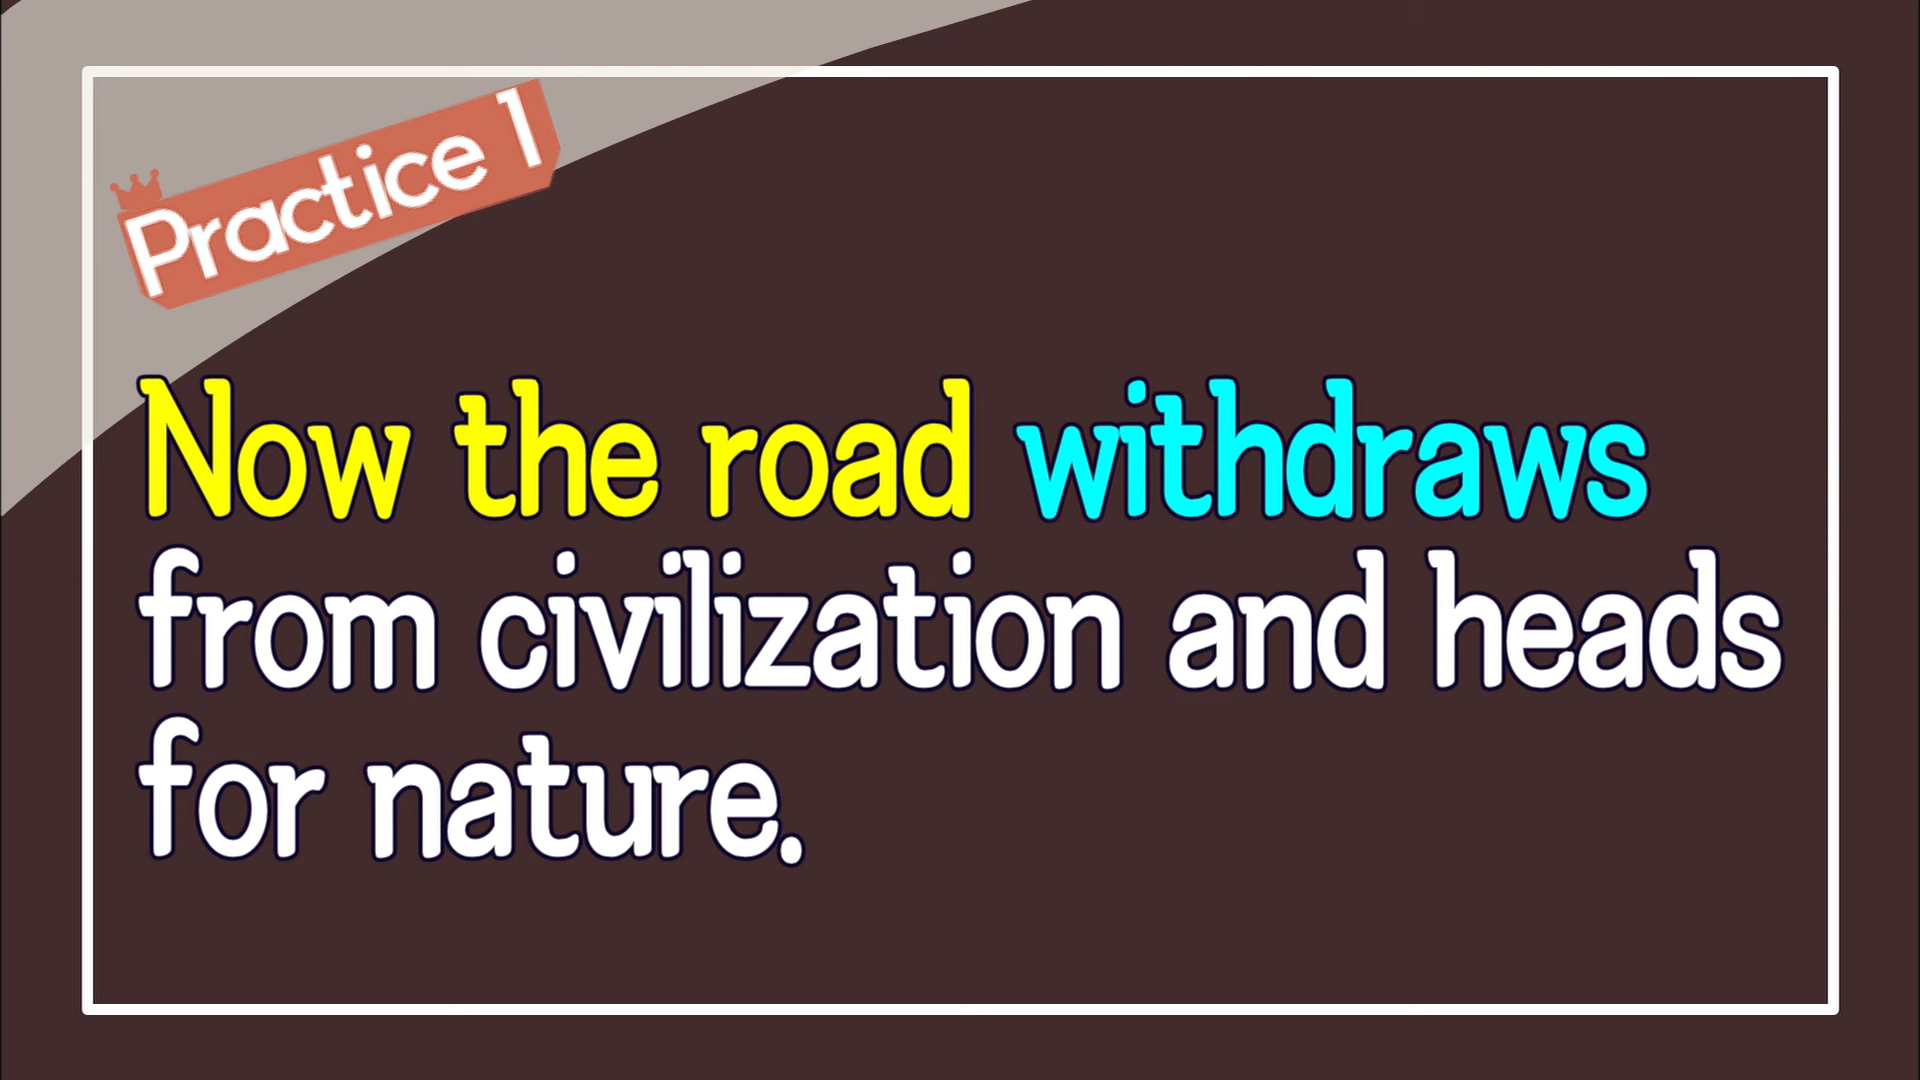 Practice 1
Now the road withdraws
from civilization and heads
for nature.